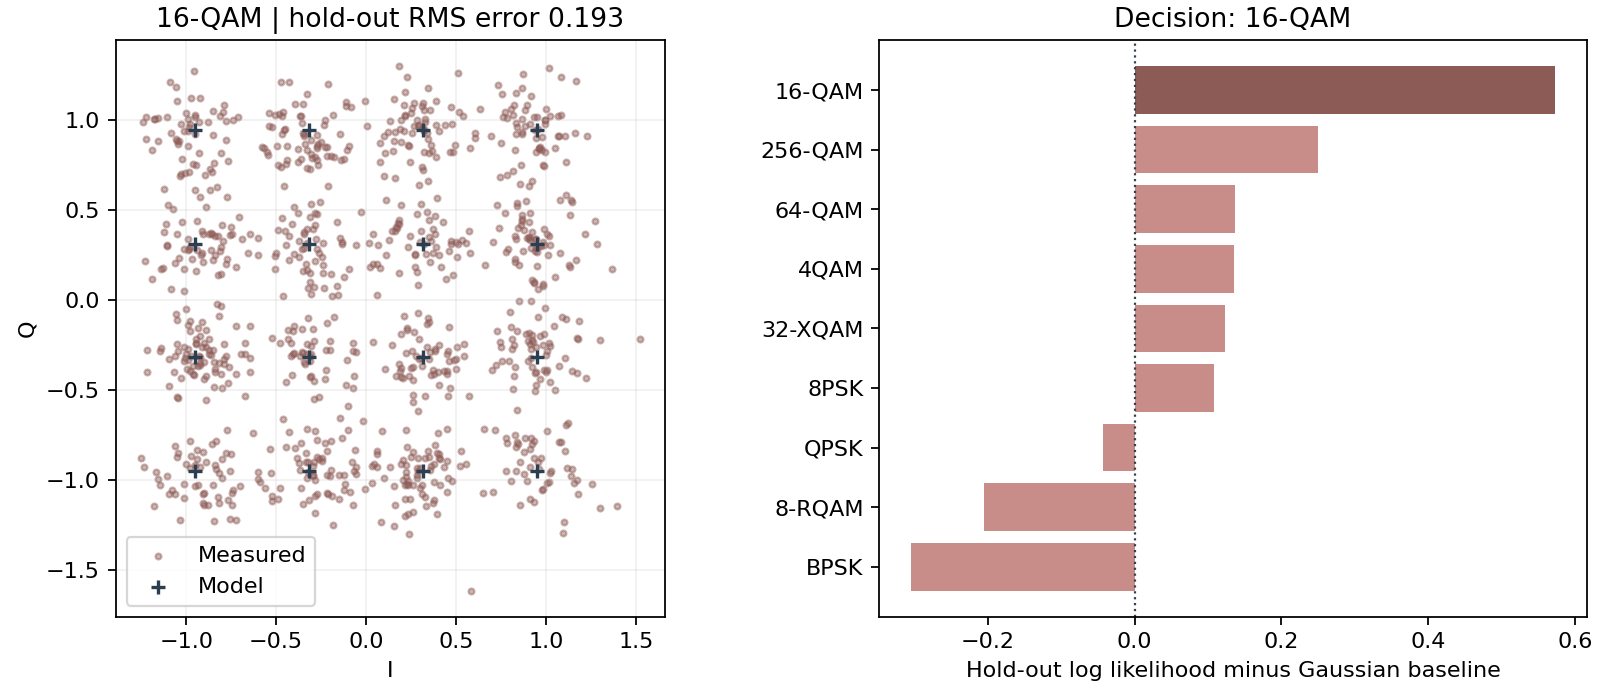 16-QAM | hold-out RMS error 0.193
1.0
0.5
0.0
−0.5
−1.0
−1.5
Q
Measured
Model
−1.0
−0.5
0.0
0.5
1.0
1.5
I
Decision: 16-QAM
16-QAM
256-QAM
64-QAM
4QAM
32-XQAM
8PSK
QPSK
8-RQAM
BPSK
−0.2
0.0
0.2
0.4
0.6
Hold-out log likelihood minus Gaussian baseline